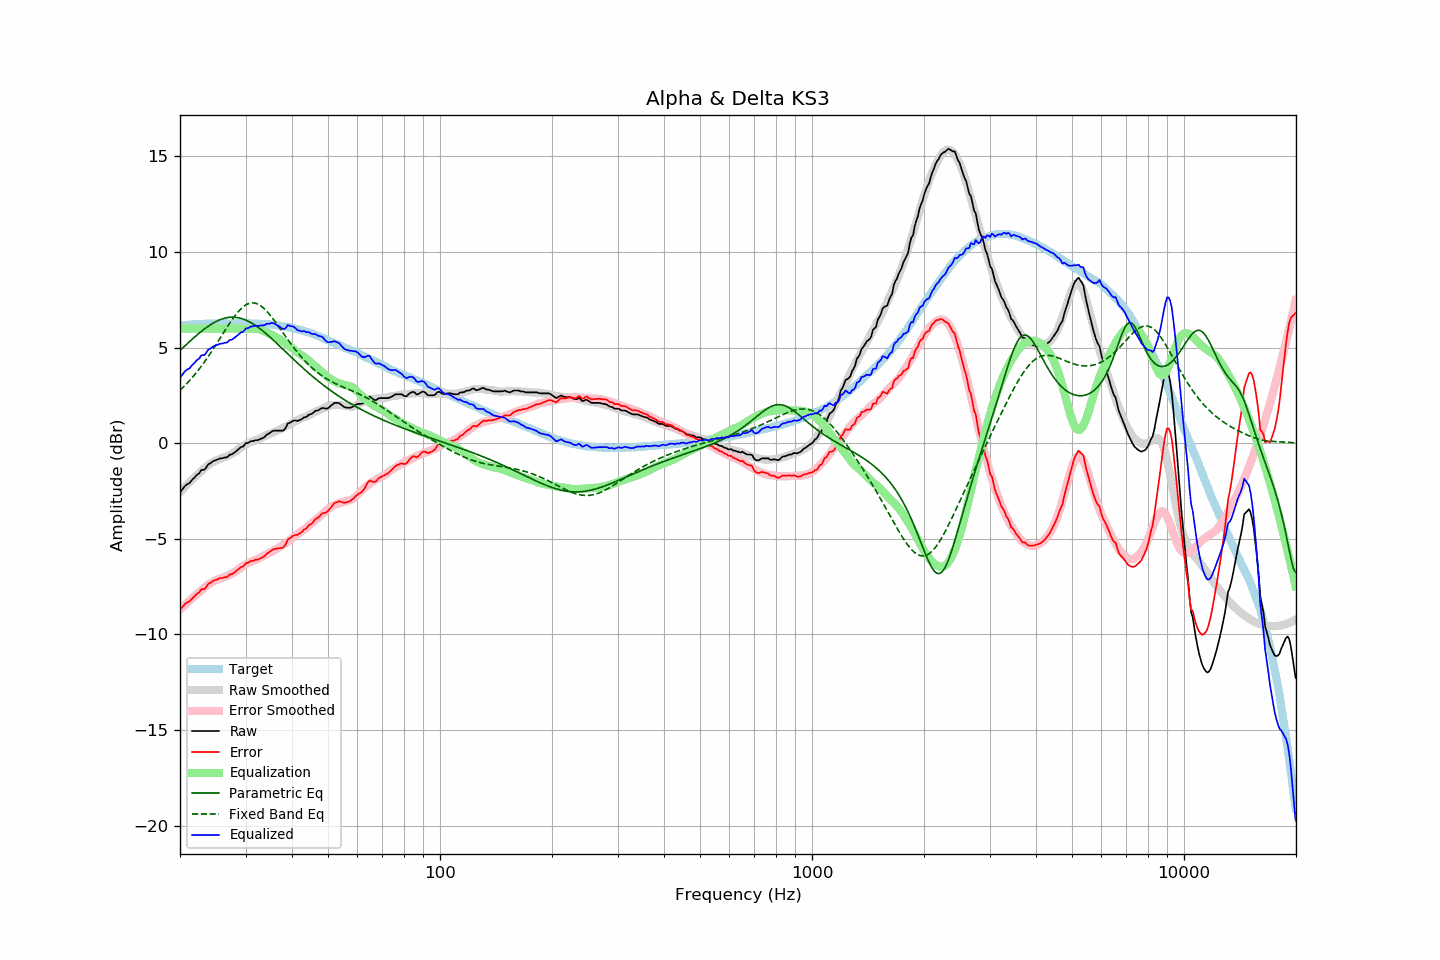 Alpha & Delta KS3
Amplitude (dBr)
15
10
5
0
−5
−10
−15
−20
Target
Raw Smoothed
Error Smoothed
Raw
Error
Equalization
Parametric Eq
Fixed Band Eq
Equalized
100
1000
10000
Frequency (Hz)